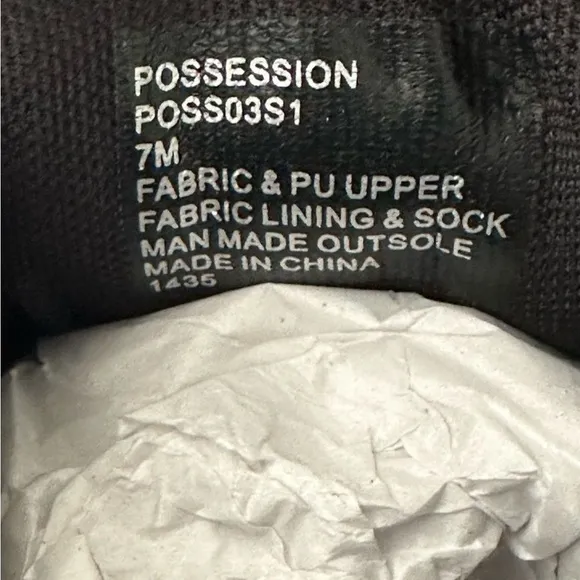 POSSESSION
POSS03S1
7M
FABRIC & PU UPPER
FABRIC LINING & SOCK
MAN MADE OUTSOLE
MADE IN CHINA
1435